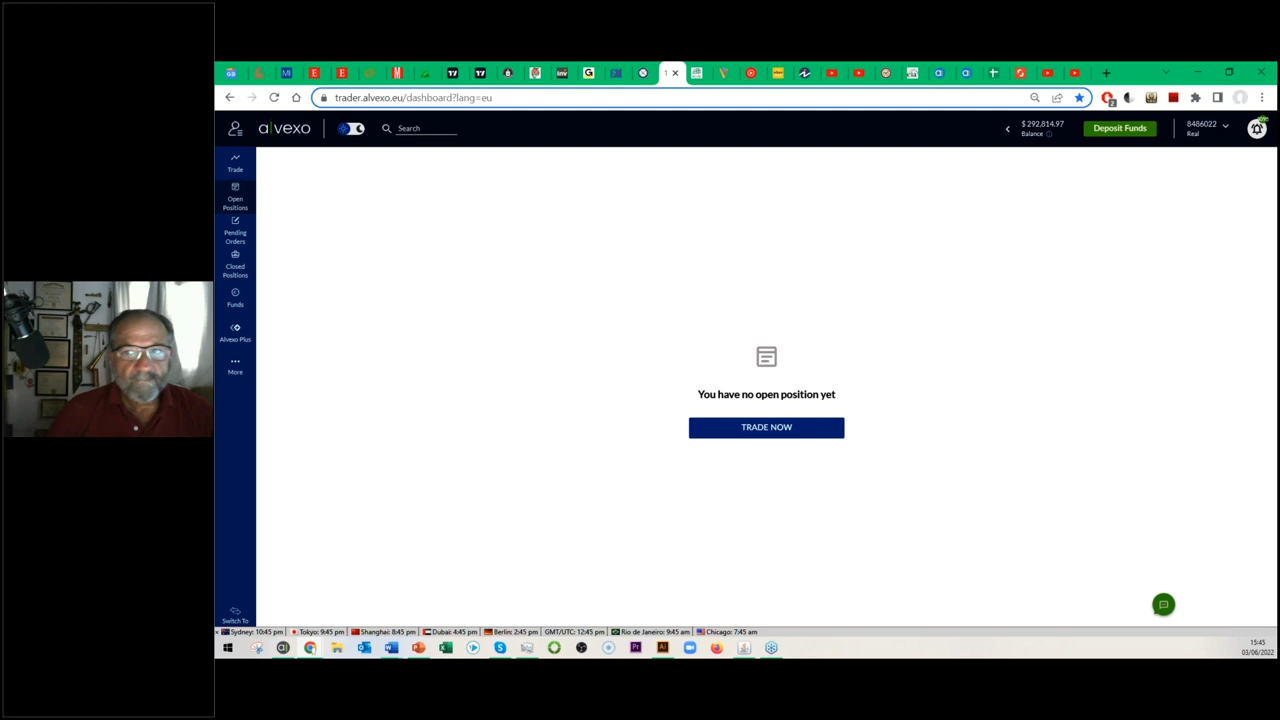 trader.alvexo.eu/dashboard?lang=eu
alvexo
Search
$ 292,814.97
Balance
Deposit Funds
8486022
Real
Trade
Open
Positions
Pending
Orders
Closed
Positions
Funds
Alvexo Plus
More
You have no open position yet
TRADE NOW
Switch To
Sydney: 10:45 pm Tokyo: 9:45 pm Shanghai: 8:45 pm Dubai: 4:45 pm Berlin: 2:45 pm GMT/UTC: 12:45 pm Rio de Janeiro: 9:45 am Chicago: 7:45 am
15:45
03/06/2022